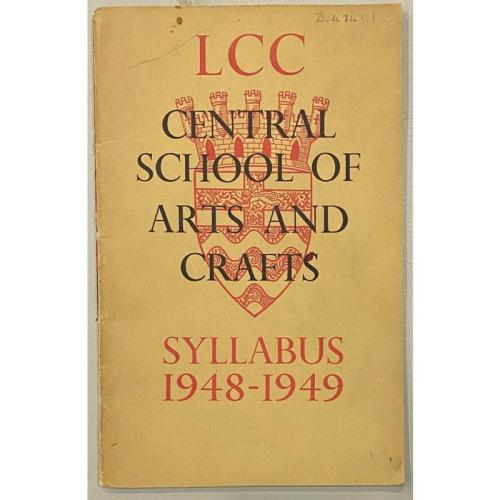 LCC
CENTRAL
SCHOOL OF
ARTS AND
CRAFTS
SYLLABUS
1948-1949